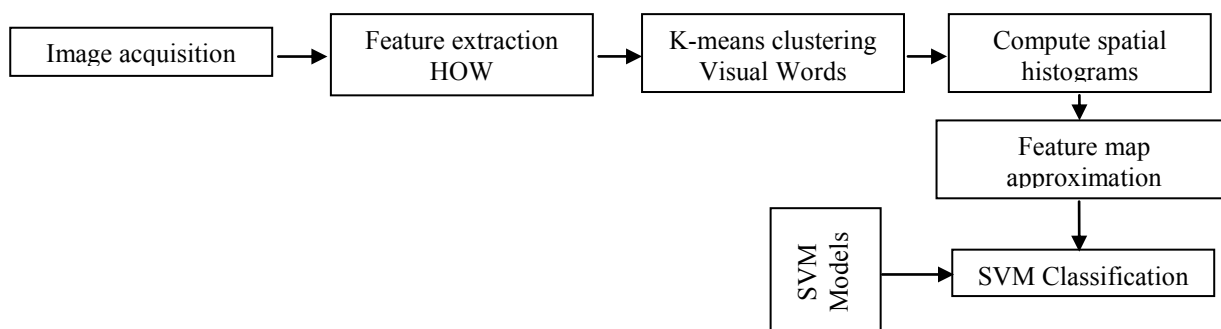 Image acquisition
Feature extraction
HOW
K-means clustering
Visual Words
Compute spatial
histograms
Feature map
approximation
SVM
Models
SVM Classification